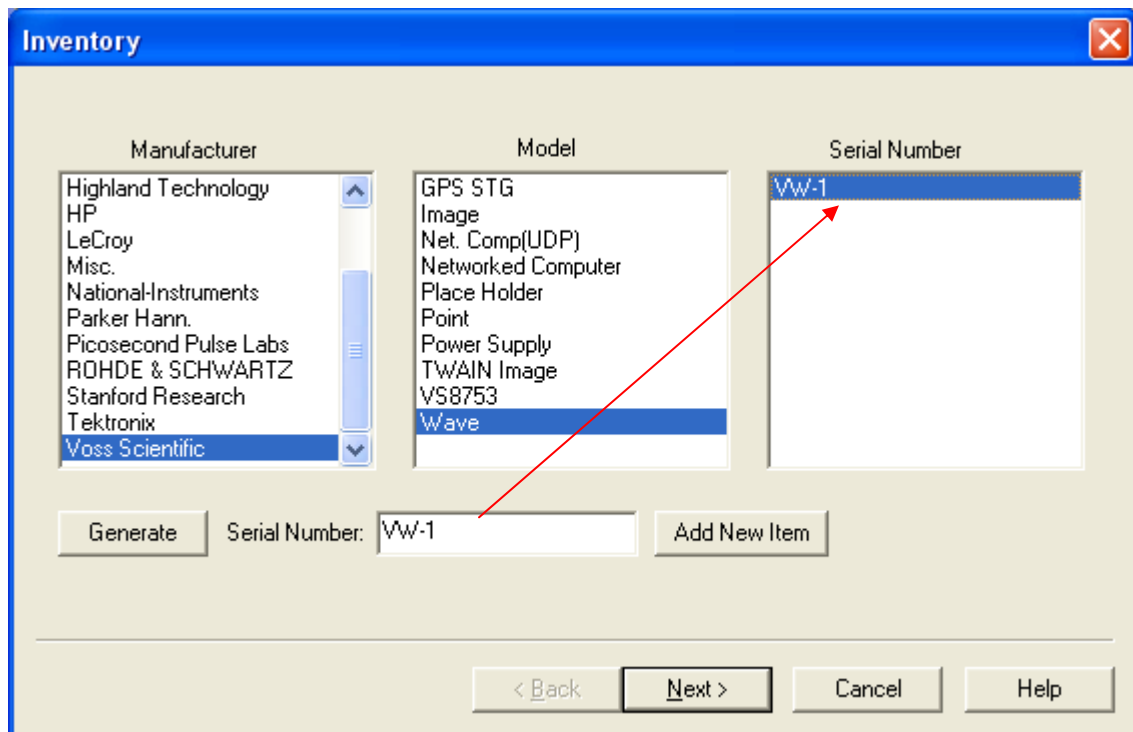 Inventory
Manufacturer
Model
Serial Number
Highland Technology
HP
LeCroy
Misc.
National-Instruments
Parker Hann.
Picosecond Pulse Labs
ROHDE & SCHWARTZ
Stanford Research
Tektronix
Voss Scientific
GPS STG
Image
Net. Comp(UDP)
Networked Computer
Place Holder
Point
Power Supply
TWAIN Image
VS8753
Wave
VW-1
Generate
Serial Number:
VW-1
Add New Item
< Back
Next >
Cancel
Help